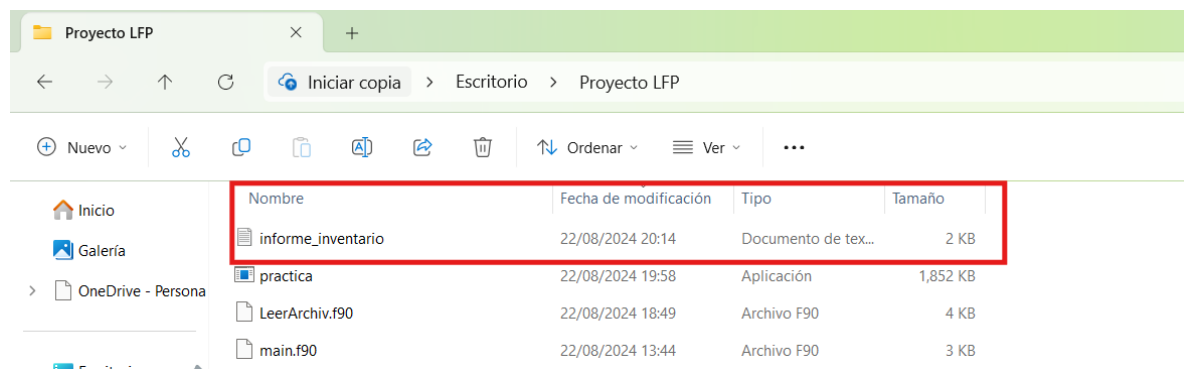 Proyecto LFP
Iniciar copia > Escritorio > Proyecto LFP
Nuevo Ordenar Ver
Nombre Fecha de modificación Tipo Tamaño
Inicio
informe_inventario 22/08/2024 20:14 Documento de tex... 2 KB
Galería
practica 22/08/2024 19:58 Aplicación 1,852 KB
OneDrive - Persona
LeerArchiv.f90 22/08/2024 18:49 Archivo F90 4 KB
main.f90 22/08/2024 13:44 Archivo F90 3 KB